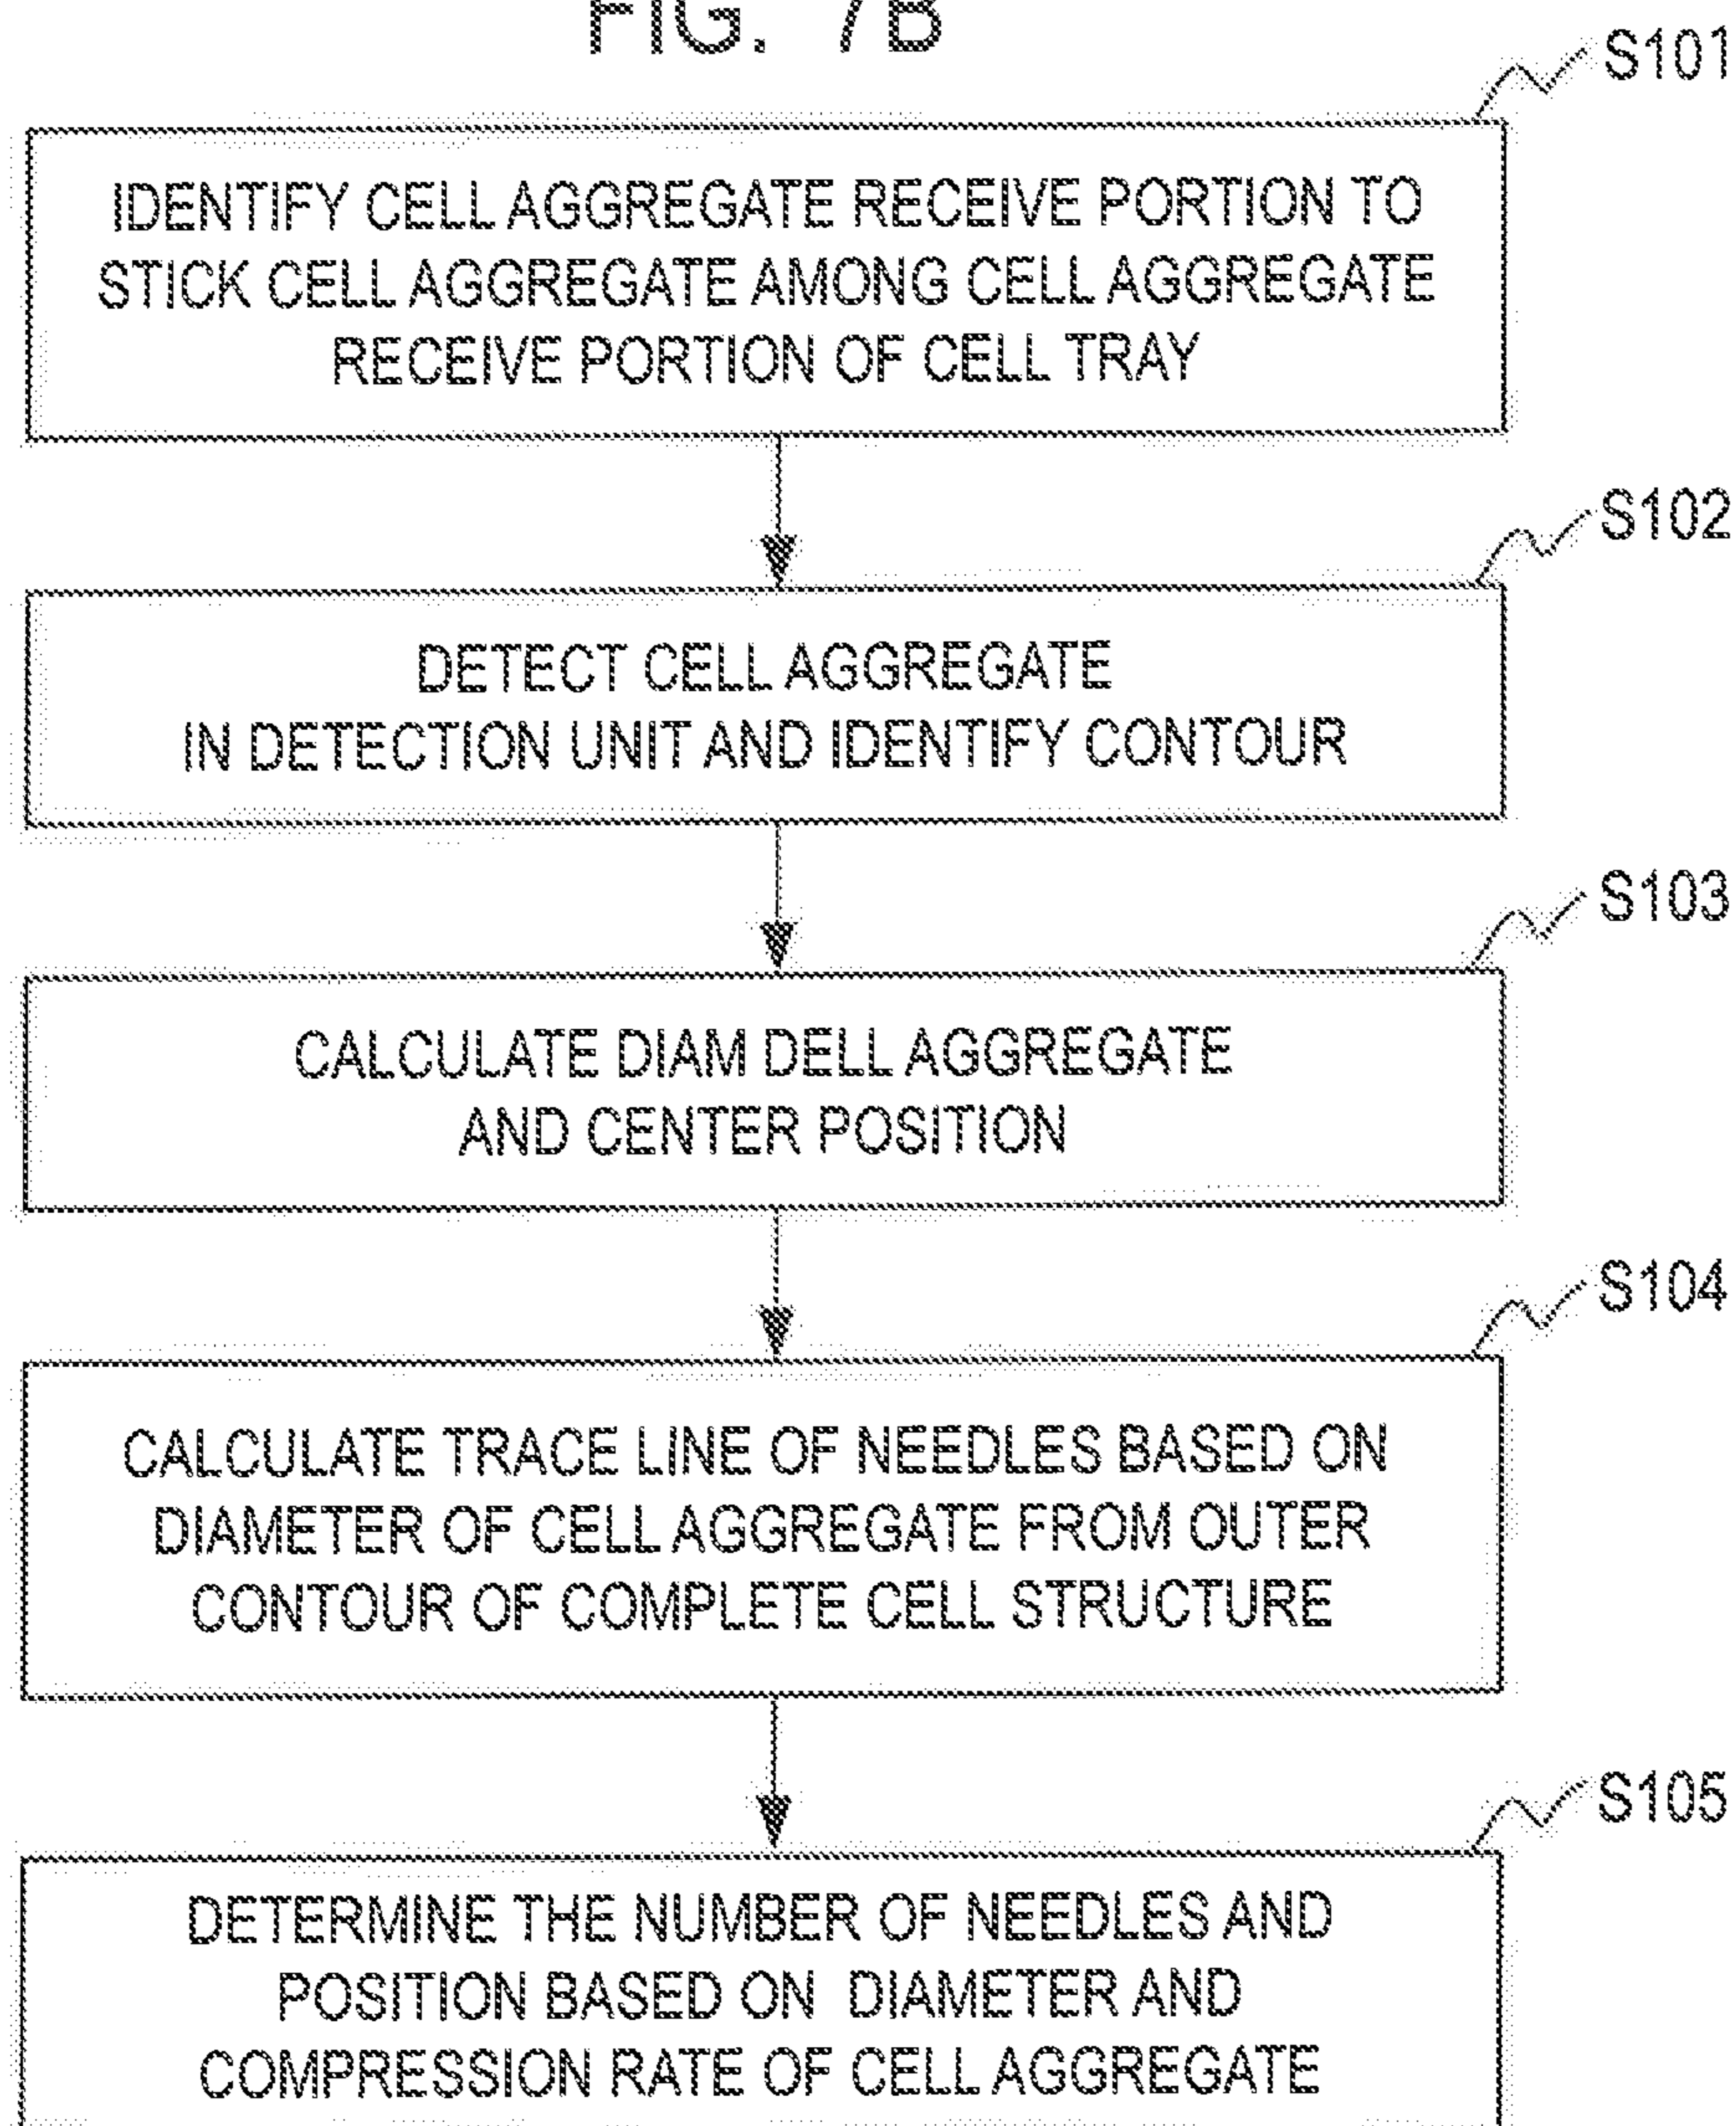 FIG. 7B
S101
IDENTIFY CELL AGGREGATE RECEIVE PORTION TO
STICK CELL AGGREGATE AMONG CELL AGGREGATE
RECEIVE PORTION OF CELL TRAY
S102
DETECT CELL AGGREGATE
IN DETECTION UNIT AND IDENTIFY CONTOUR
S103
CALCULATE DIAM DELL AGGREGATE
AND CENTER POSITION
S104
CALCULATE TRACE LINE OF NEEDLES BASED ON
DIAMETER OF CELL AGGREGATE FROM OUTER
CONTOUR OF COMPLETE CELL STRUCTURE
S105
DETERMINE THE NUMBER OF NEEDLES AND
POSITION BASED ON DIAMETER AND
COMPRESSION RATE OF CELL AGGREGATE